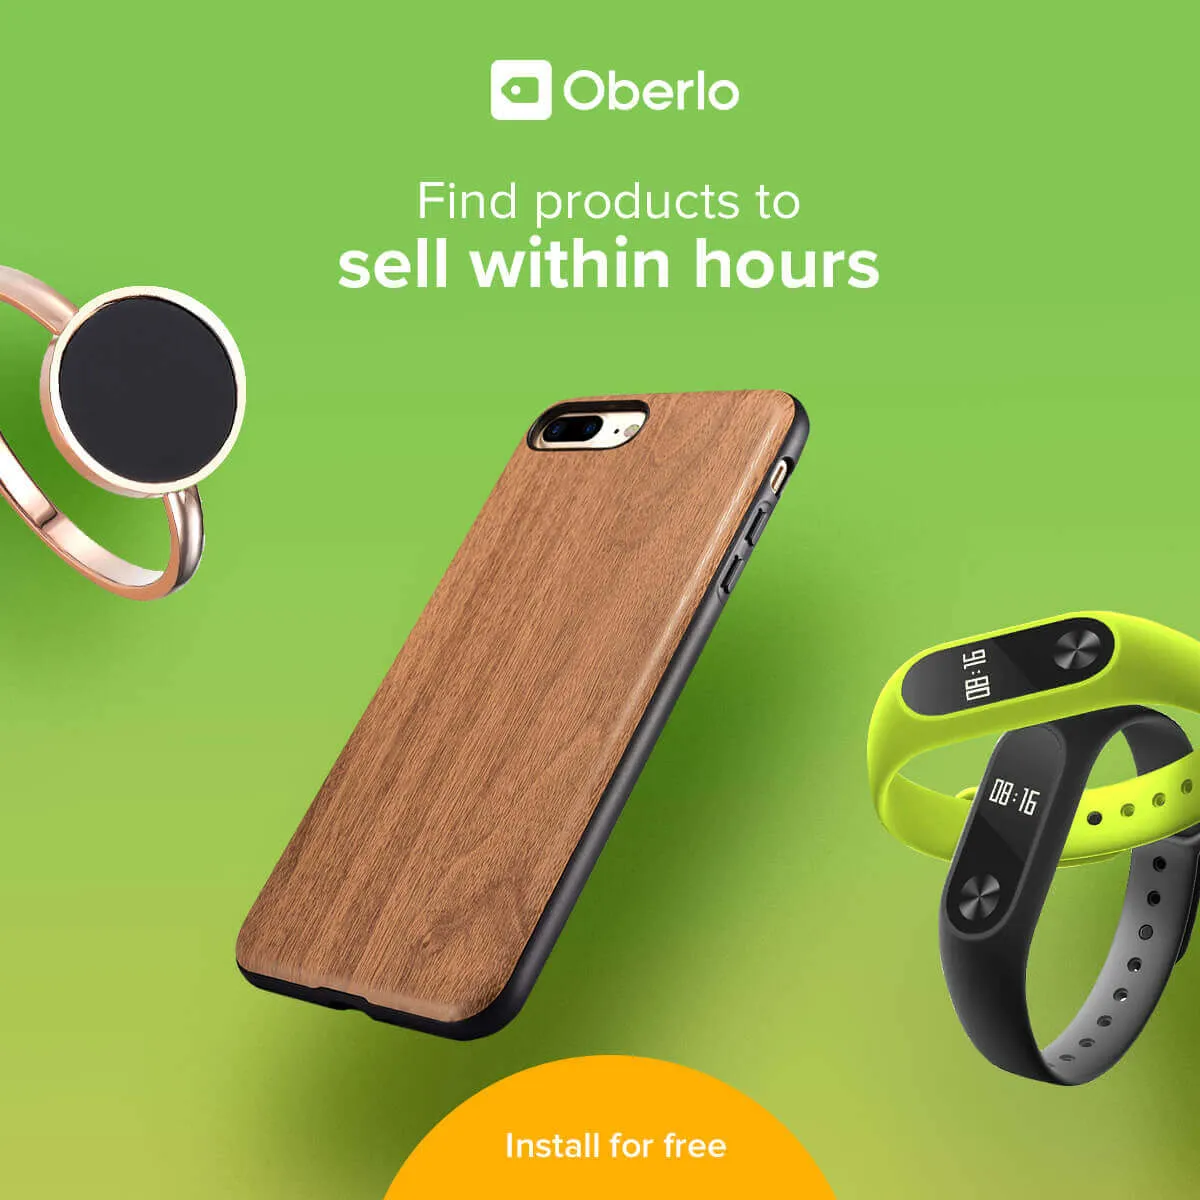 Oberlo
Find products to
sell within hours
08:16
08:16
Install for free